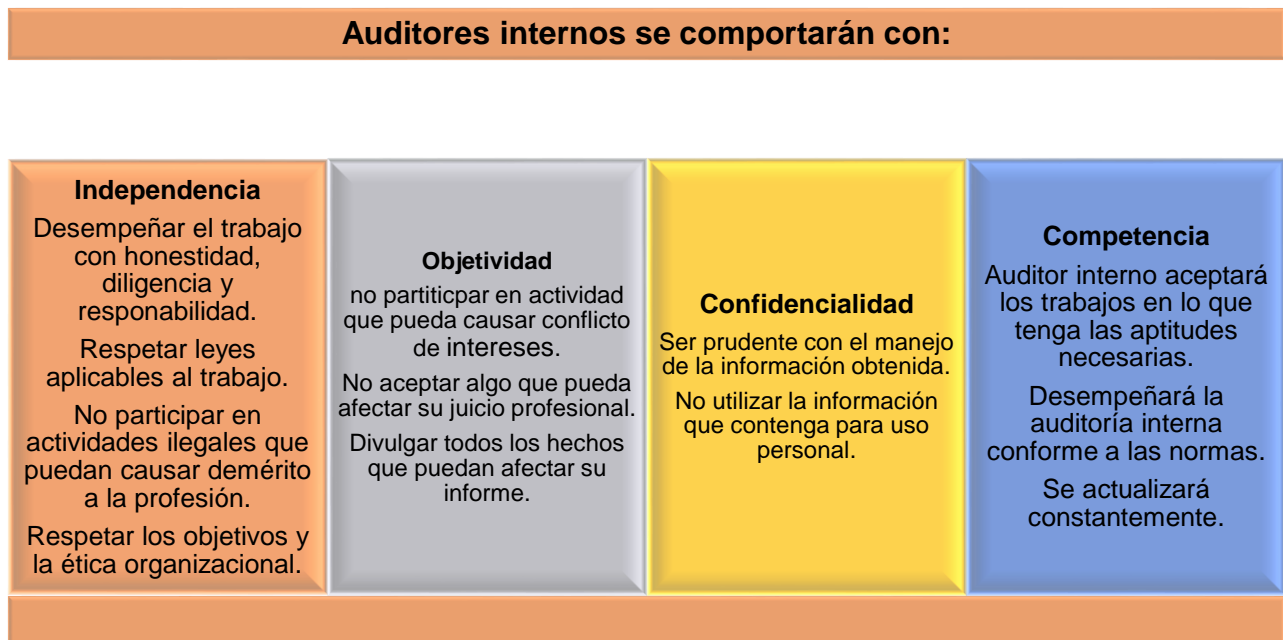 Auditores internos se comportarán con:
Independencia
Desempeñar el trabajo
con honestidad,
diligencia y
responabilidad.
Respetar leyes
aplicables al trabajo.
No participar en
actividades ilegales que
puedan causar demérito
a la profesión.
Respetar los objetivos y
la ética organizacional.
Objetividad
no partiticpar en actividad
que pueda causar conflicto
de intereses.
No aceptar algo que pueda
afectar su juicio profesional.
Divulgar todos los hechos
que puedan afectar su
informe.
Confidencialidad
Ser prudente con el manejo
de la información obtenida.
No utilizar la información
que contenga para uso
personal.
Competencia
Auditor interno aceptará
los trabajos en lo que
tenga las aptitudes
necesarias.
Desempeñará la
auditoría interna
conforme a las normas.
Se actualizará
constantemente.